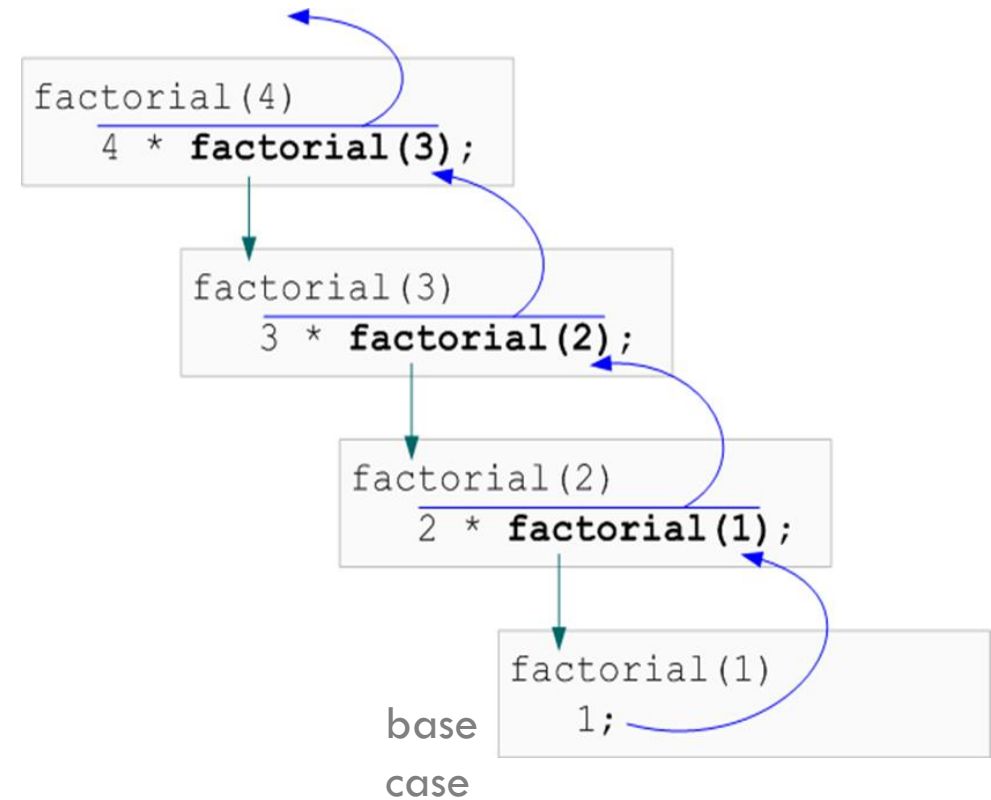 factorial(4)
4 * factorial(3);
factorial(3)
3 * factorial(2);
factorial(2)
2 * factorial(1);
factorial(1)
1;
base
case